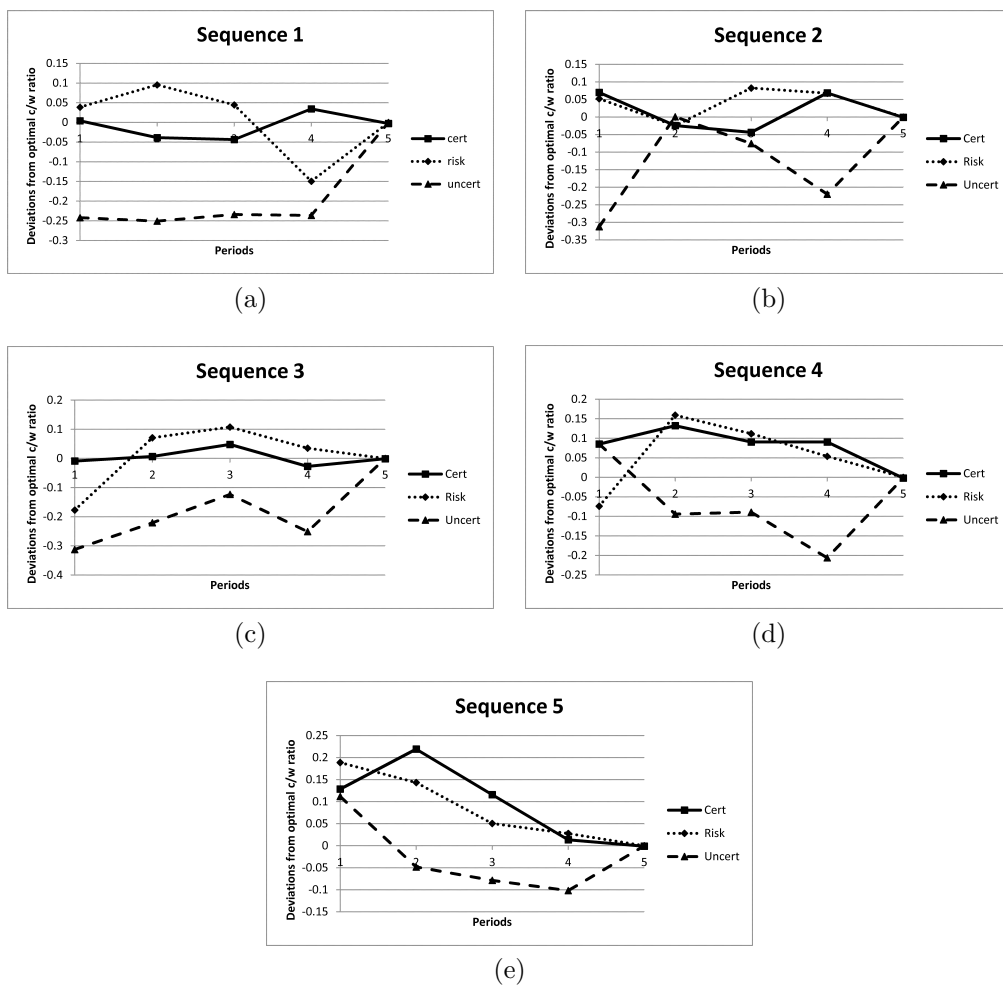 Sequence 1
0.15
0.1
0.05
0
-0.05
-0.1
-0.15
-0.2
-0.25
-0.3
1 2 3 4 5
Deviations from optimal c/w ratio
Periods
cert
risk
uncert
(a)
Sequence 2
0.15
0.1
0.05
0
-0.05
-0.1
-0.15
-0.2
-0.25
-0.3
-0.35
1 2 3 4 5
Deviations from optimal c/w ratio
Periods
Cert
Risk
Uncert
(b)
Sequence 3
0.2
0.1
0
-0.1
-0.2
-0.3
-0.4
1 2 3 4 5
Deviations from optimal c/w ratio
Periods
Cert
Risk
Uncert
(c)
Sequence 4
0.2
0.15
0.1
0.05
0
-0.05
-0.1
-0.15
-0.2
-0.25
1 2 3 4 5
Deviations from optimal c/w ratio
Periods
Cert
Risk
Uncert
(d)
Sequence 5
0.25
0.2
0.15
0.1
0.05
0
-0.05
-0.1
-0.15
1 2 3 4 5
Deviations from optimal c/w ratio
Periods
Cert
Risk
Uncert
(e)